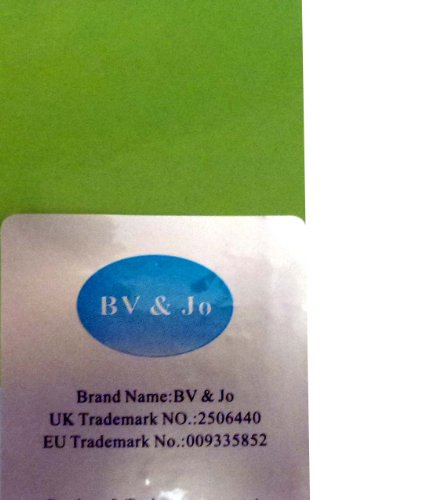 BV & Jo
Brand Name:BV & Jo
UK Trademark NO.:2506440
EU Trademark No.:009335852